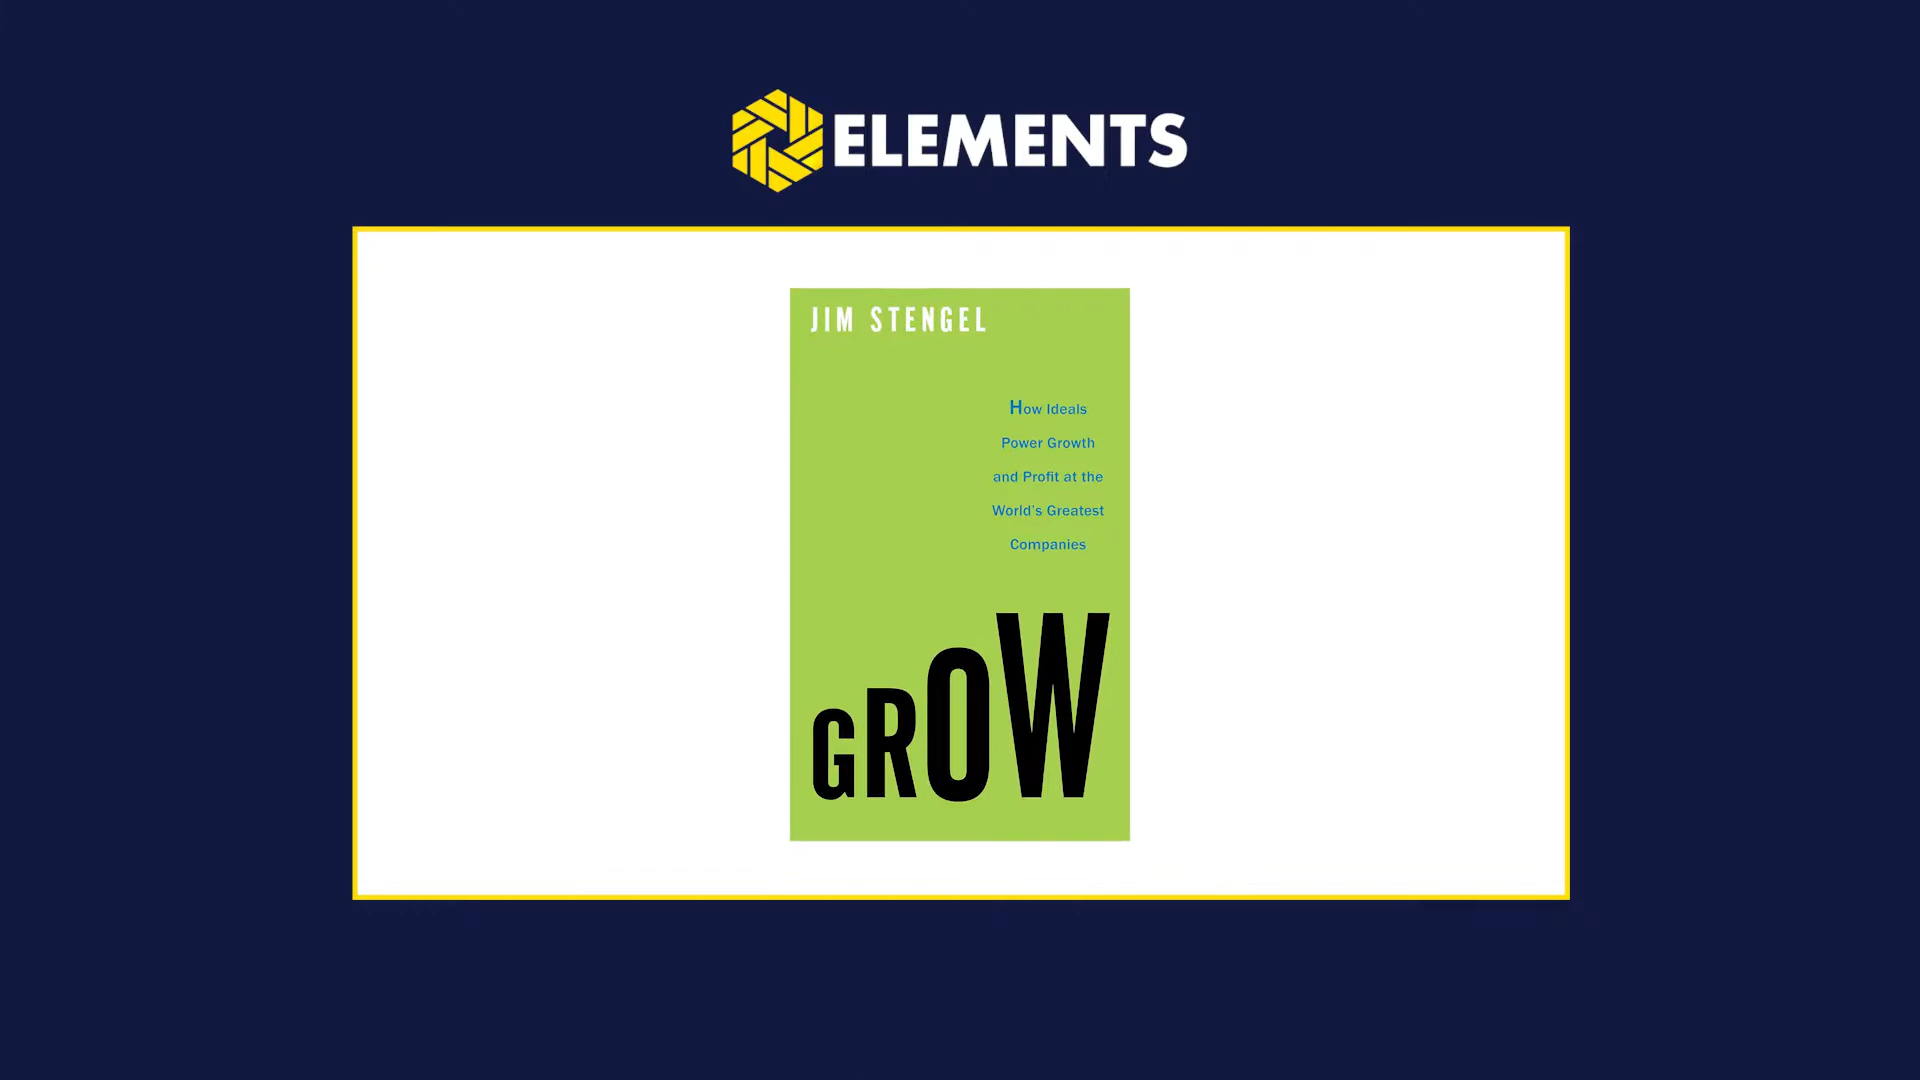 ELEMENTS
JIM STENGEL
How Ideals
Power Growth
and Profit at the
World's Greatest
Companies
GROW